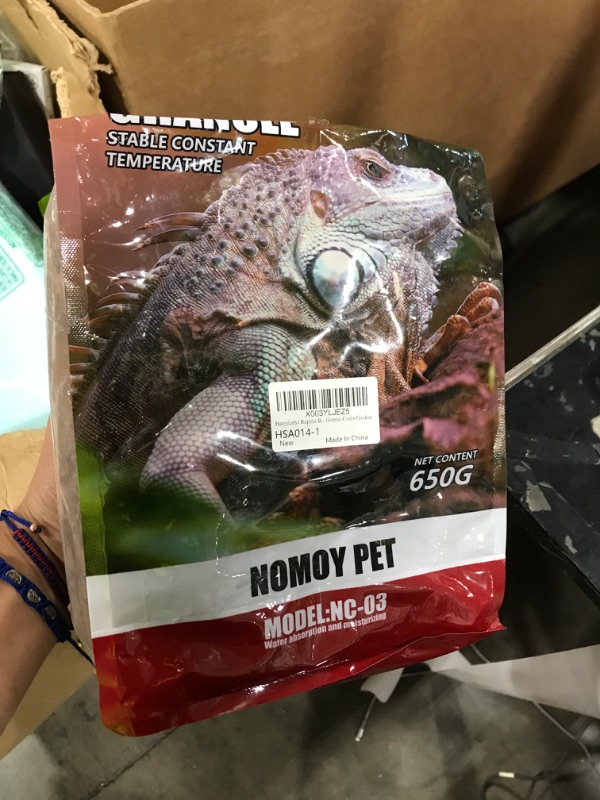 GRANULE
STABLE CONSTANT
TEMPERATURE
X003YLJEZ5
HSA014-1
New
Made In China
NET CONTENT
650G
NOMOY PET
MODEL:NC-03
Water absorption and moisturizing